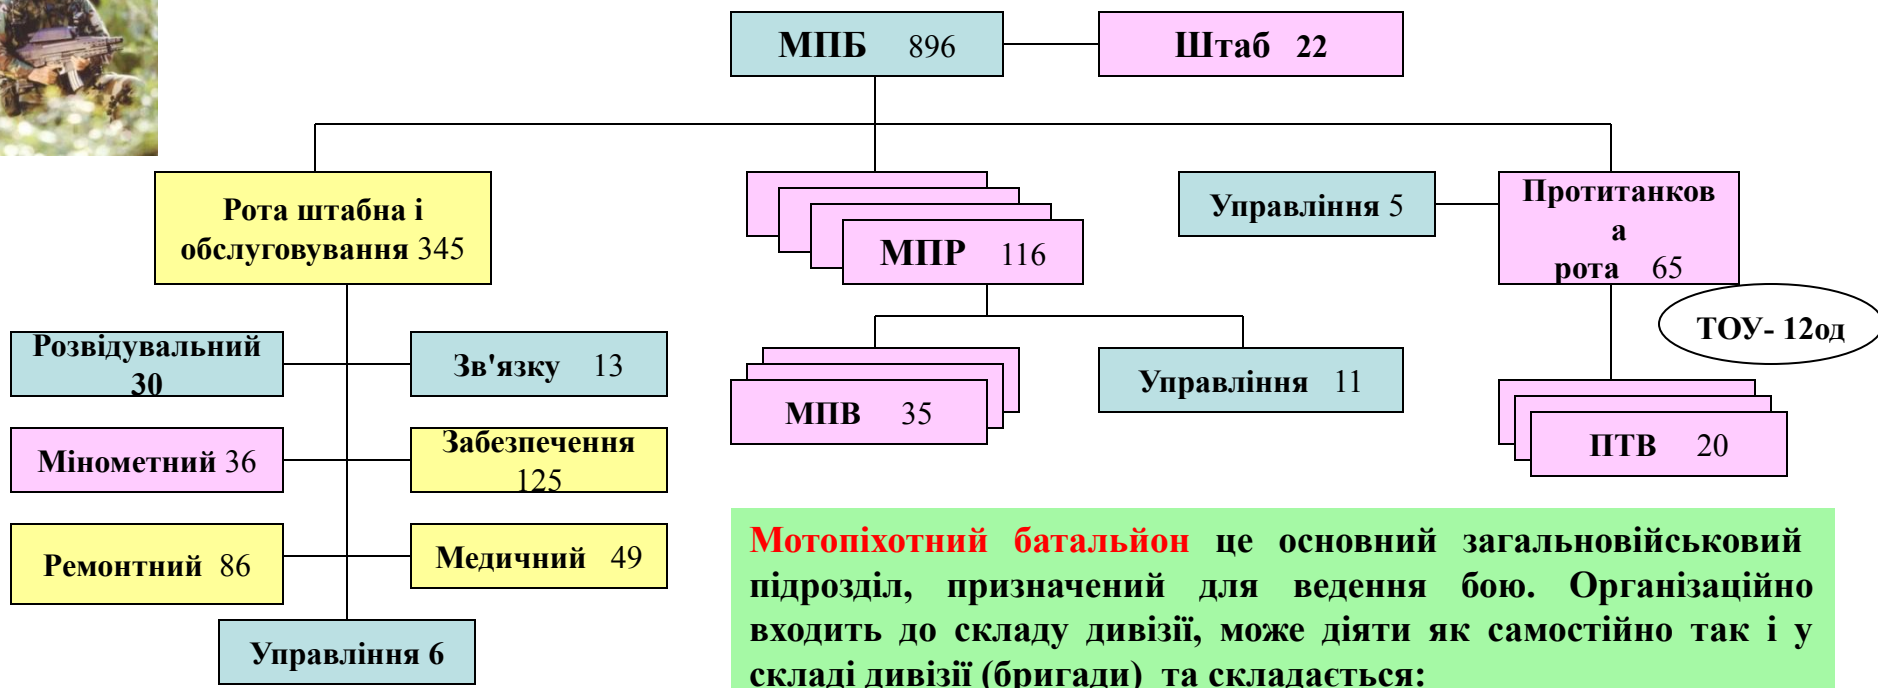 МПБ 896
Штаб 22
Рота штабна і
обслуговування 345
МПР 116
Управління 5
Протитанков
а
рота 65
ТОУ- 12од
Розвідувальний
30
Зв'язку 13
МПВ 35
Управління 11
ПТВ 20
Мінометний 36
Забезпечення
125
Ремонтний 86
Медичний 49
Управління 6
Мотопіхотний батальйон це основний загальновійськовий
підрозділ, призначений для ведення бою. Організаційно
входить до складу дивізії, може діяти як самостійно так і у
складі дивізії (бригади) та складається: